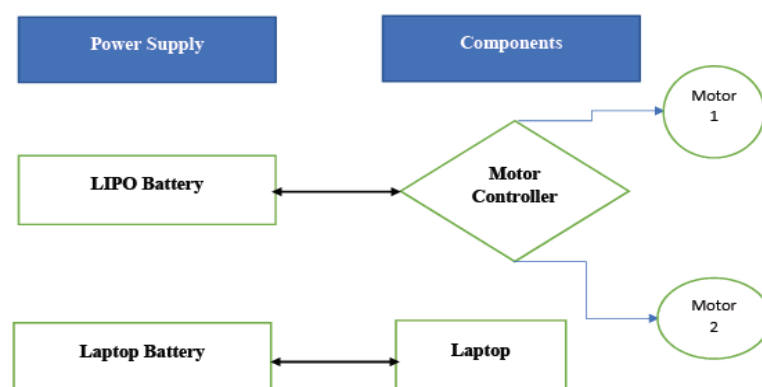 Power Supply
Components
Motor
1
LIPO Battery
Motor
Controller
Motor
2
Laptop Battery
Laptop